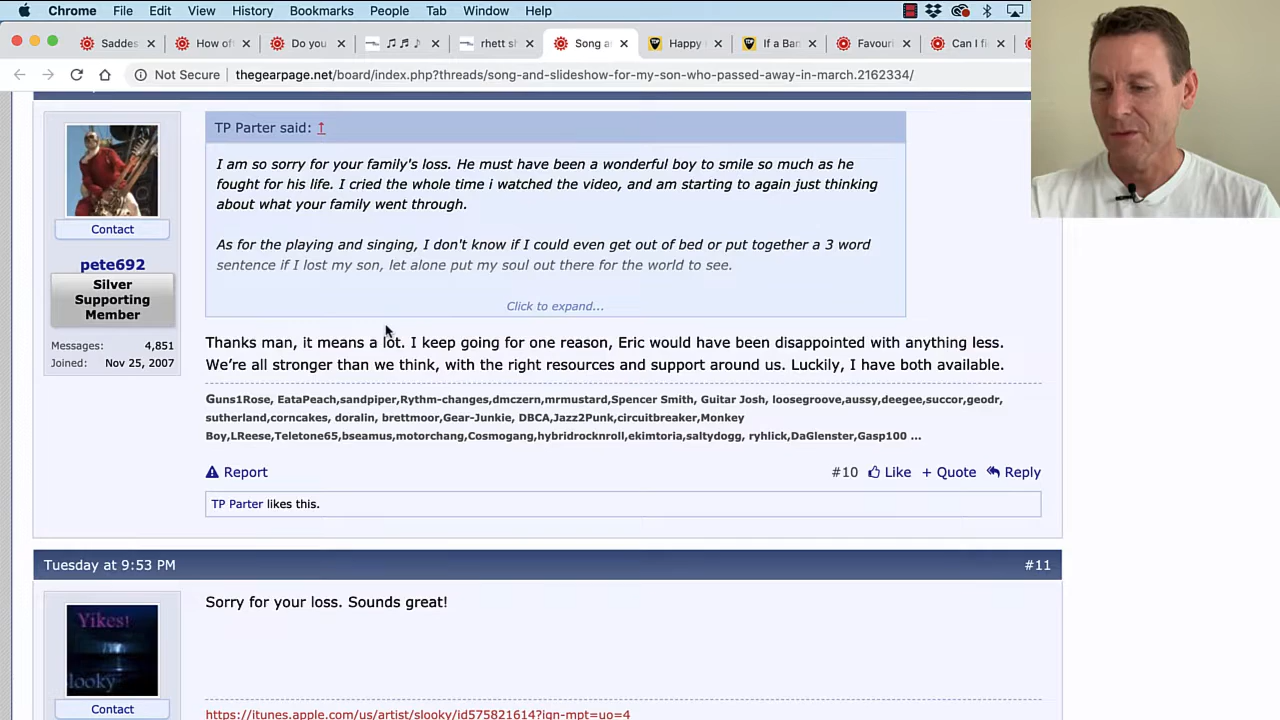 Chrome File Edit View History Bookmarks People Tab Window Help
Saddes × How of × Do you × × rhett sh × Song a × Happy × If a Ban × Favouri × Can I fi ×
Not Secure thegearpage.net/board/index.php?threads/song-and-slideshow-for-my-son-who-passed-away-in-march.2162334/
TP Parter said: ↑
I am so sorry for your family's loss. He must have been a wonderful boy to smile so much as he
fought for his life. I cried the whole time i watched the video, and am starting to again just thinking
about what your family went through.
As for the playing and singing, I don't know if I could even get out of bed or put together a 3 word
sentence if I lost my son, let alone put my soul out there for the world to see.
Click to expand...
Contact
pete692
Silver
Supporting
Member
Messages: 4,851
Joined: Nov 25, 2007
Thanks man, it means a lot. I keep going for one reason, Eric would have been disappointed with anything less.
We’re all stronger than we think, with the right resources and support around us. Luckily, I have both available.
Guns1Rose, EataPeach,sandpiper,Rythm-changes,dmczern,mrmustard,Spencer Smith, Guitar Josh, loosegroove,aussy,deegee,succor,geodr,
sutherland,corncakes, doralin, brettmoor,Gear-Junkie, DBCA,Jazz2Punk,circuitbreaker,Monkey
Boy,LReese,Teletone65,bseamus,motorchang,Cosmogang,hybridrocknroll,ekimtoria,saltydogg, ryhlick,DaGlenster,Gasp100 ...
Report #10 Like + Quote Reply
TP Parter likes this.
Tuesday at 9:53 PM #11
Yikes!
looky
Contact
Sorry for your loss. Sounds great!
https://itunes.apple.com/us/artist/slooky/id575821614?ign-mpt=uo=4